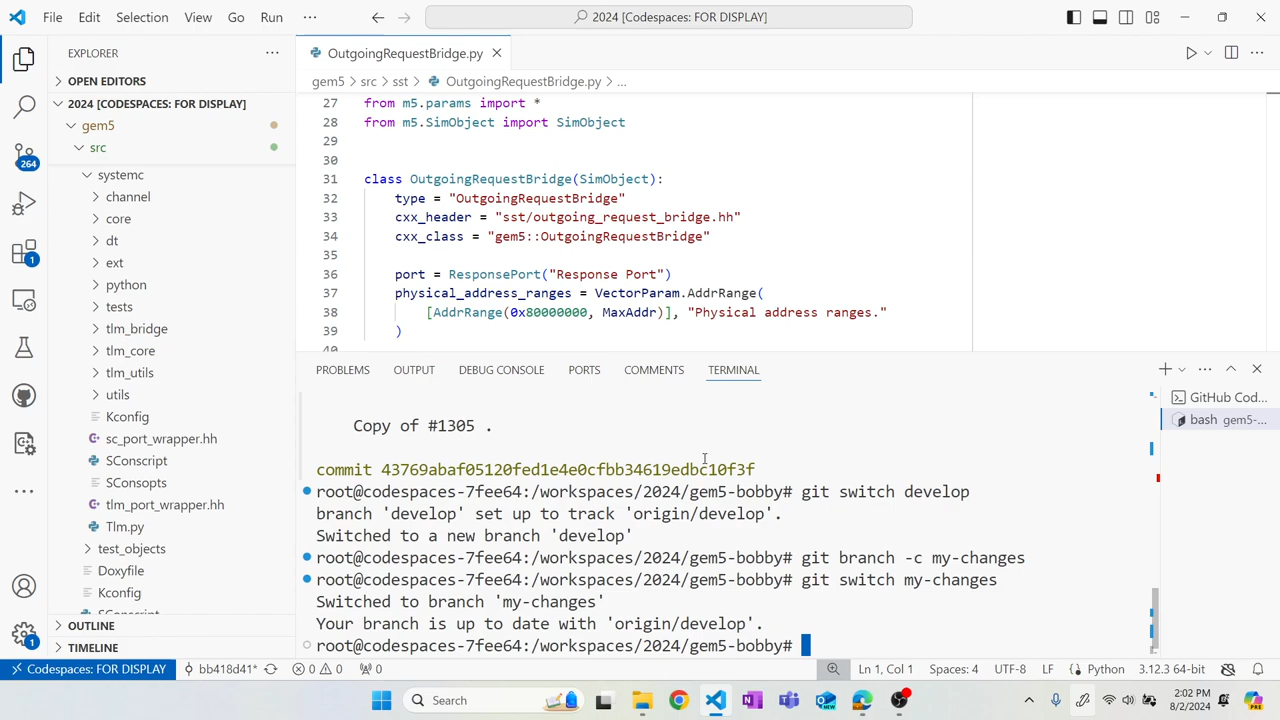 File Edit Selection View Go Run ··· 2024 [Codespaces: FOR DISPLAY]
EXPLORER
OPEN EDITORS
2024 [CODESPACES: FOR DISPLAY]
gem5
src
systemc
channel
core
dt
ext
python
tests
tlm_bridge
tlm_core
tlm_utils
utils
Kconfig
sc_port_wrapper.hh
SConscript
SConsopts
tlm_port_wrapper.hh
Tlm.py
test_objects
Doxyfile
Kconfig
SConscript
OUTLINE
TIMELINE
264
1
1
OutgoingRequestBridge.py
gem5 > src > sst > OutgoingRequestBridge.py > ...
27 from m5.params import *
28 from m5.SimObject import SimObject
29
30
31 class OutgoingRequestBridge(SimObject):
32 type = "OutgoingRequestBridge"
33 cxx_header = "sst/outgoing_request_bridge.hh"
34 cxx_class = "gem5::OutgoingRequestBridge"
35
36 port = ResponsePort("Response Port")
37 physical_address_ranges = VectorParam.AddrRange(
38 [AddrRange(0x80000000, MaxAddr)], "Physical address ranges."
39 )
40
PROBLEMS OUTPUT DEBUG CONSOLE PORTS COMMENTS TERMINAL
Copy of #1305 .
commit 43769abaf05120fed1e4e0cfbb34619edbc10f3f
root@codespaces-7fee64:/workspaces/2024/gem5-bobby# git switch develop
branch 'develop' set up to track 'origin/develop'.
Switched to a new branch 'develop'
root@codespaces-7fee64:/workspaces/2024/gem5-bobby# git branch -c my-changes
root@codespaces-7fee64:/workspaces/2024/gem5-bobby# git switch my-changes
Switched to branch 'my-changes'
Your branch is up to date with 'origin/develop'.
root@codespaces-7fee64:/workspaces/2024/gem5-bobby#
GitHub Cod...
bash gem5-...
Codespaces: FOR DISPLAY bb418d41* 0 0 0 Ln 1, Col 1 Spaces: 4 UTF-8 LF Python 3.12.3 64-bit
Search
2:02 PM
8/2/2024